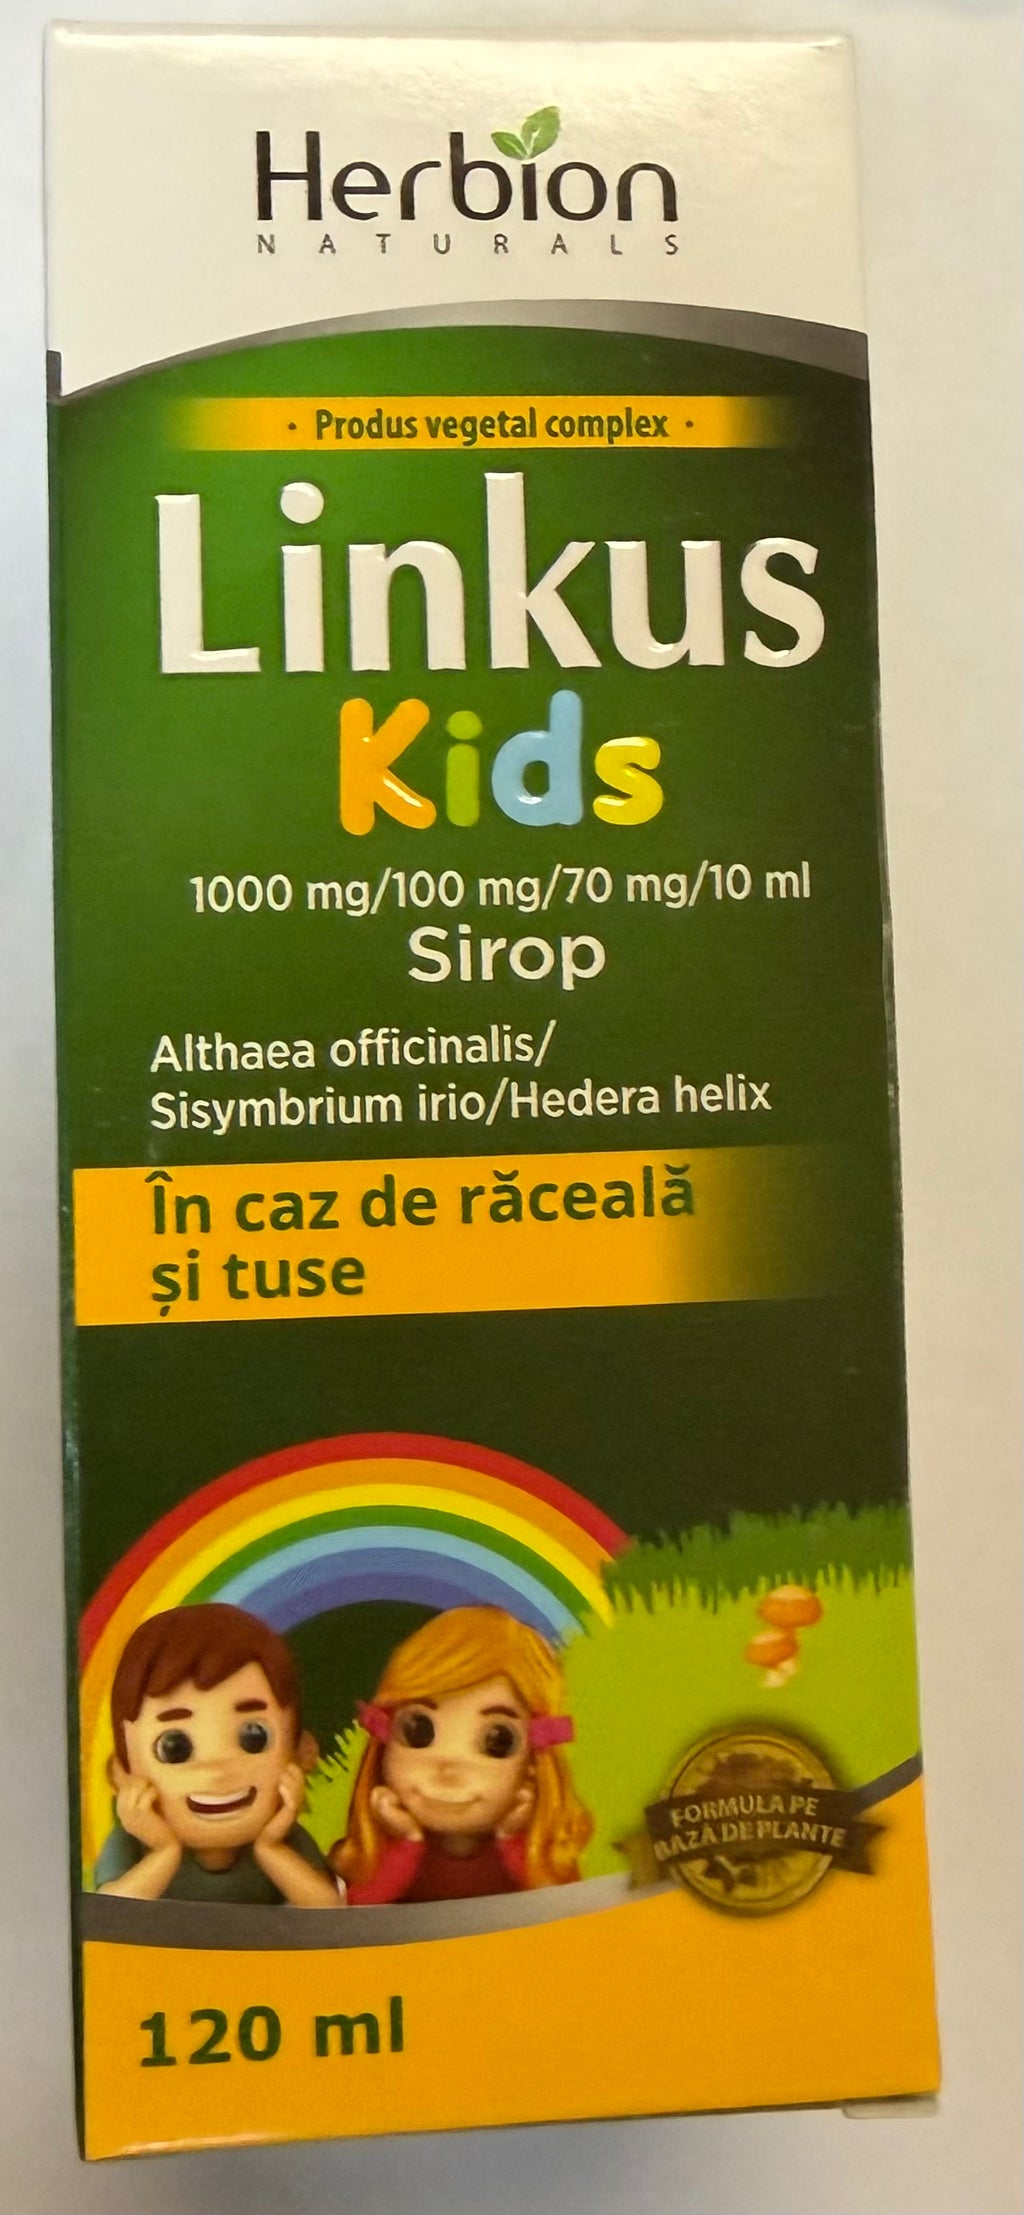 Herbion
NATURALS
· Produs vegetal complex ·
Linkus
Kids
1000 mg/100 mg/70 mg/10 ml
Sirop
Althaea officinalis/
Sisymbrium irio/Hedera helix
În caz de răceală
și tuse
FORMULA PE
BAZĂ DE PLANTE
120 ml